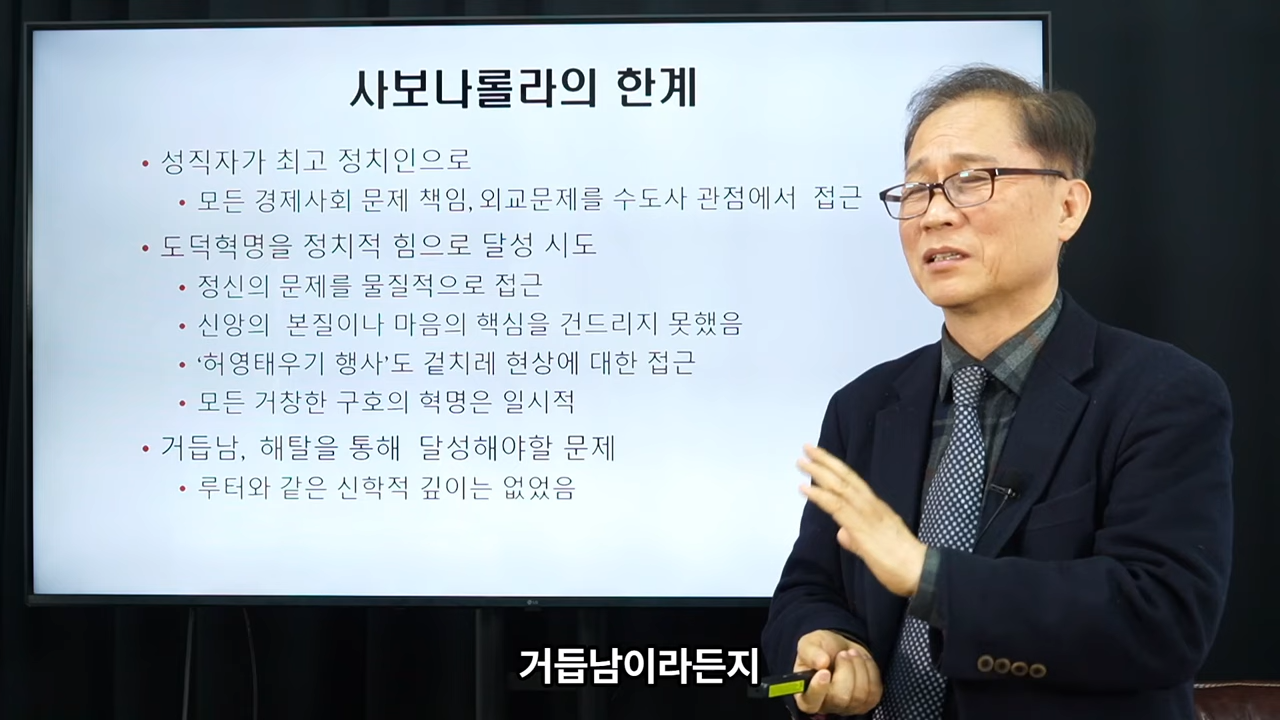 사보나롤라의 한계
• 성직자가 최고 정치인으로
• 모든 경제사회 문제 책임, 외교문제를 수도사 관점에서 접근
• 도덕혁명을 정치적 힘으로 달성 시도
• 정신의 문제를 물질적으로 접근
• 신앙의 본질이나 마음의 핵심을 건드리지 못했음
• ‘허영태우기 행사’도 겉치레 현상에 대한 접근
• 모든 거창한 구호의 혁명은 일시적
• 거듭남, 해탈을 통해 달성해야할 문제
• 루터와 같은 신학적 깊이는 없었음
LG
거듭남이라든지